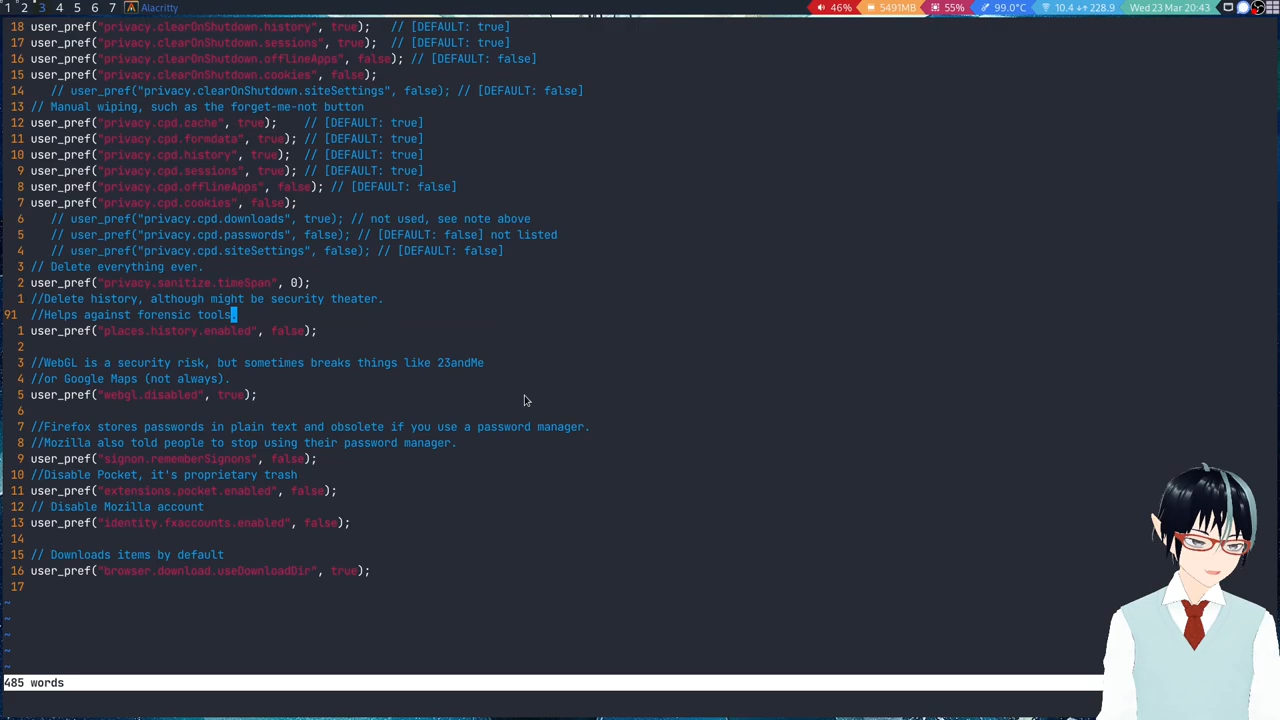 1 2 3 4 5 6 7 Alacritty 46% 5491MB 55% 99.0°C 10.4 ↓↑ 228.9 Wed 23 Mar 20:43
18 user_pref("privacy.clearOnShutdown.history", true);   // [DEFAULT: true]
17 user_pref("privacy.clearOnShutdown.sessions", true);  // [DEFAULT: true]
16 user_pref("privacy.clearOnShutdown.offlineApps", false); // [DEFAULT: false]
15 user_pref("privacy.clearOnShutdown.cookies", false);
14    // user_pref("privacy.clearOnShutdown.siteSettings", false); // [DEFAULT: false]
13 // Manual wiping, such as the forget-me-not button
12 user_pref("privacy.cpd.cache", true);    // [DEFAULT: true]
11 user_pref("privacy.cpd.formdata", true); // [DEFAULT: true]
10 user_pref("privacy.cpd.history", true);  // [DEFAULT: true]
9 user_pref("privacy.cpd.sessions", true); // [DEFAULT: true]
8 user_pref("privacy.cpd.offlineApps", false); // [DEFAULT: false]
7 user_pref("privacy.cpd.cookies", false);
6    // user_pref("privacy.cpd.downloads", true); // not used, see note above
5    // user_pref("privacy.cpd.passwords", false); // [DEFAULT: false] not listed
4    // user_pref("privacy.cpd.siteSettings", false); // [DEFAULT: false]
3 // Delete everything ever.
2 user_pref("privacy.sanitize.timeSpan", 0);
1 //Delete history, although might be security theater.
91 //Helps against forensic tools.
1 user_pref("places.history.enabled", false);
2
3 //WebGL is a security risk, but sometimes breaks things like 23andMe
4 //or Google Maps (not always).
5 user_pref("webgl.disabled", true);
6
7 //Firefox stores passwords in plain text and obsolete if you use a password manager.
8 //Mozilla also told people to stop using their password manager.
9 user_pref("signon.rememberSignons", false);
10 //Disable Pocket, it's proprietary trash
11 user_pref("extensions.pocket.enabled", false);
12 // Disable Mozilla account
13 user_pref("identity.fxaccounts.enabled", false);
14
15 // Downloads items by default
16 user_pref("browser.download.useDownloadDir", true);
17
~
~
~
~
~
485 words